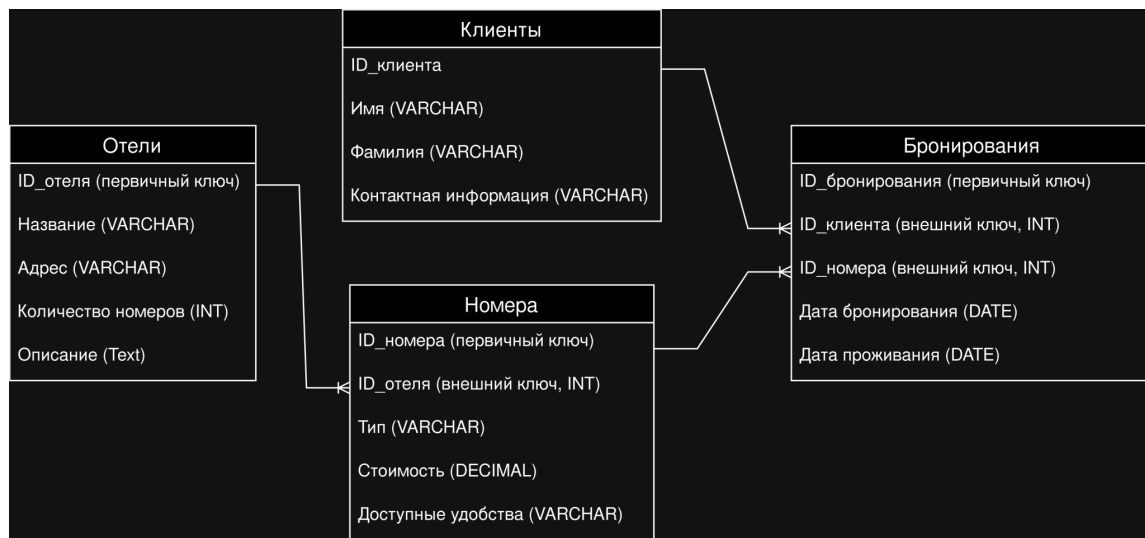 Клиенты
ID_клиента
Имя (VARCHAR)
Фамилия (VARCHAR)
Контактная информация (VARCHAR)
Отели
ID_отеля (первичный ключ)
Название (VARCHAR)
Адрес (VARCHAR)
Количество номеров (INT)
Описание (Text)
Номера
ID_номера (первичный ключ)
ID_отеля (внешний ключ, INT)
Тип (VARCHAR)
Стоимость (DECIMAL)
Доступные удобства (VARCHAR)
Бронирования
ID_бронирования (первичный ключ)
ID_клиента (внешний ключ, INT)
ID_номера (внешний ключ, INT)
Дата бронирования (DATE)
Дата проживания (DATE)